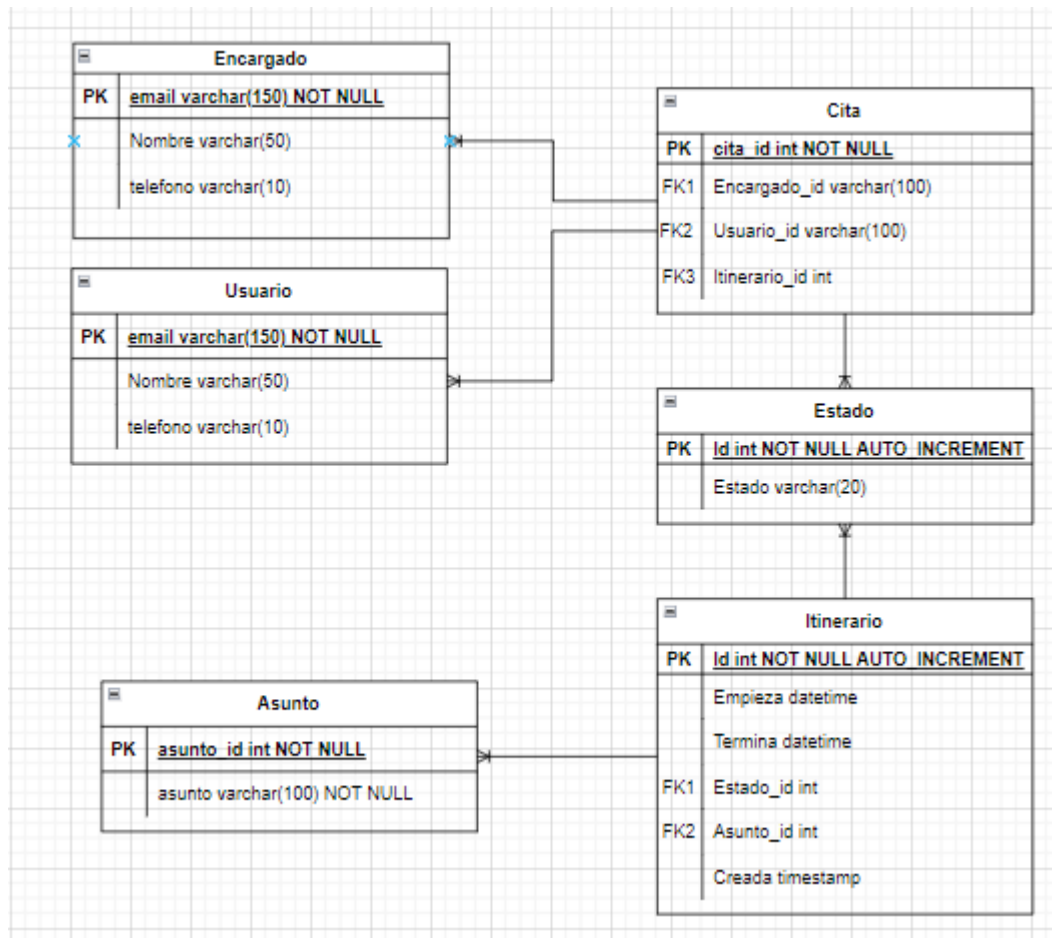 Encargado
PK email varchar(150) NOT NULL
Nombre varchar(50)
telefono varchar(10)
Usuario
PK email varchar(150) NOT NULL
Nombre varchar(50)
telefono varchar(10)
Cita
PK cita_id int NOT NULL
FK1 Encargado_id varchar(100)
FK2 Usuario_id varchar(100)
FK3 Itinerario_id int
Estado
PK Id int NOT NULL AUTO_INCREMENT
Estado varchar(20)
Itinerario
PK Id int NOT NULL AUTO_INCREMENT
Empieza datetime
Termina datetime
FK1 Estado_id int
FK2 Asunto_id int
Creada timestamp
Asunto
PK asunto_id int NOT NULL
asunto varchar(100) NOT NULL